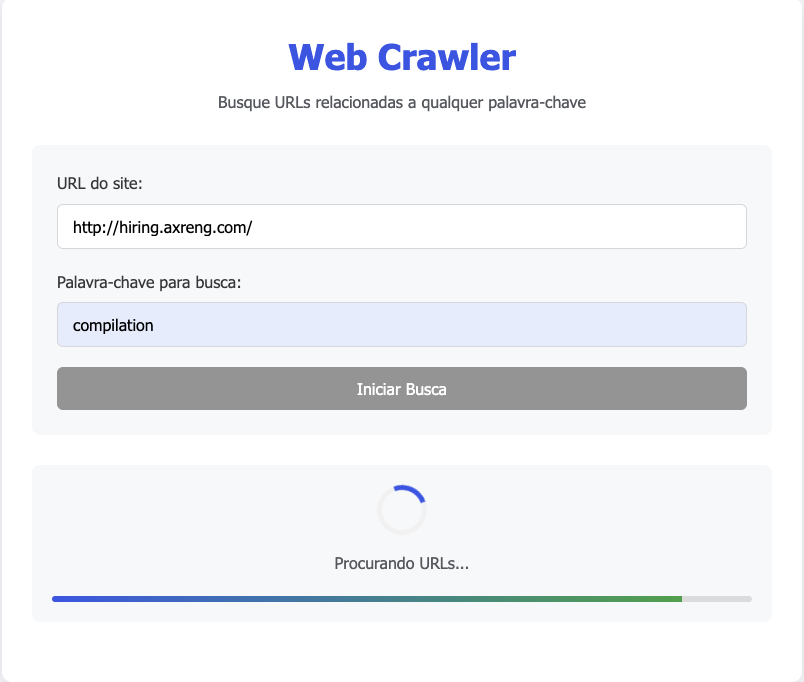 Web Crawler
Busque URLs relacionadas a qualquer palavra-chave
URL do site:
http://hiring.axreng.com/
Palavra-chave para busca:
compilation
Iniciar Busca
Procurando URLs...